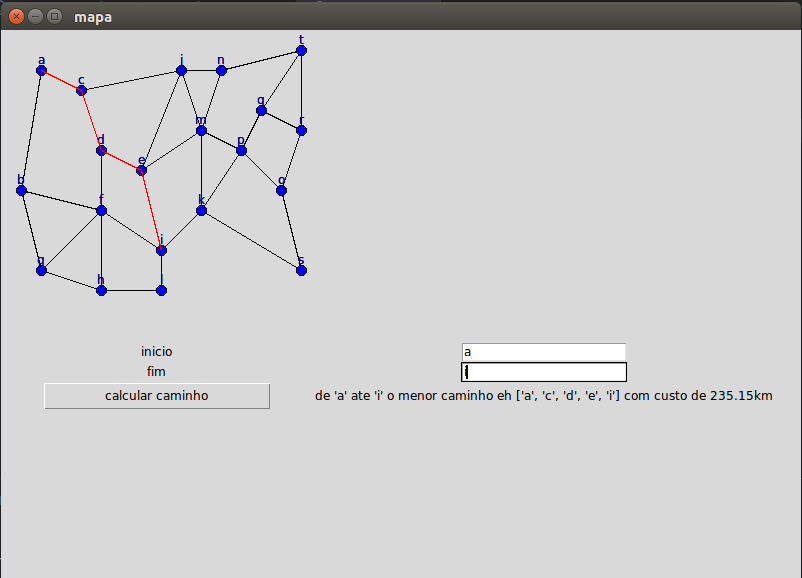 mapa
t
a
j
n
c
q
m
r
d
p
e
b
o
f
k
i
g
s
h
l
inicio
a
fim
i
calcular caminho
de 'a' ate 'i' o menor caminho eh ['a', 'c', 'd', 'e', 'i'] com custo de 235.15km